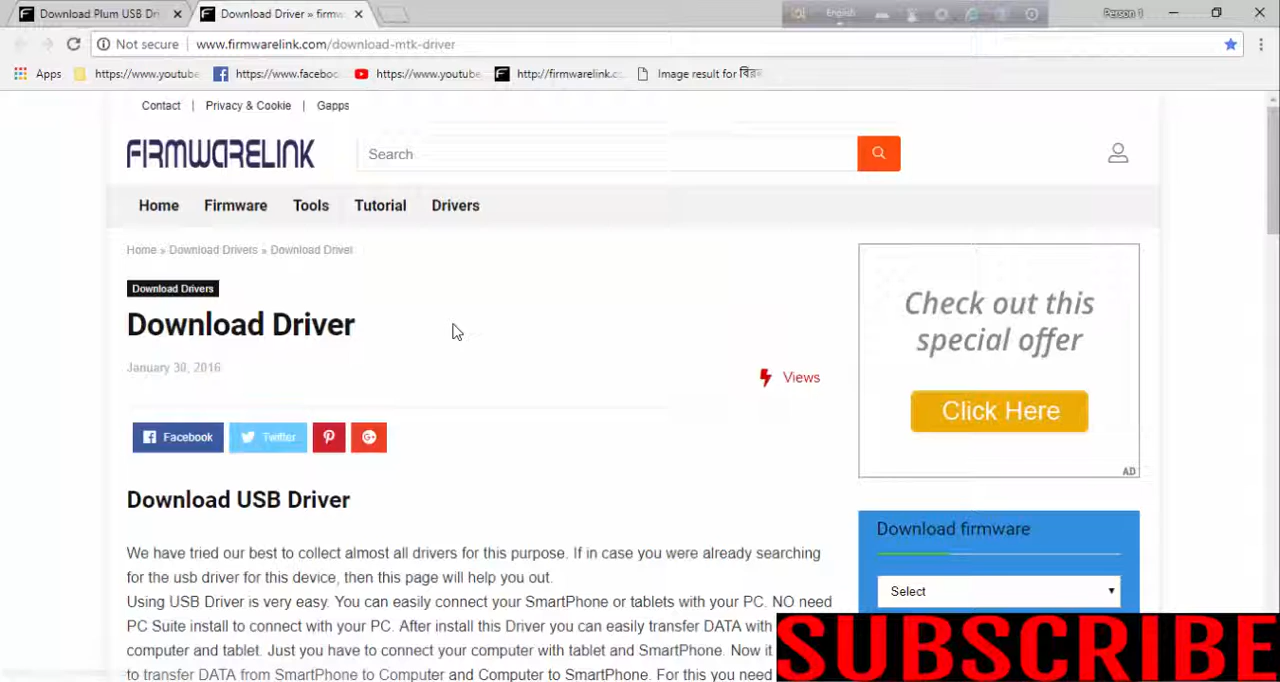 Download Plum USB Dri
Download Driver » firmw
English
Person 1
Not secure
www.firmwarelink.com/download-mtk-driver
Apps
https://www.youtube
https://www.faceboo
https://www.youtube
http://firmwarelink.c
Image result for
Contact | Privacy & Cookie | Gapps
FIRMWARELINK
Search
Home Firmware Tools Tutorial Drivers
Home » Download Drivers » Download Driver
Download Drivers
Download Driver
January 30, 2016
Views
Facebook
Twitter
Check out this
special offer
Click Here
AD
Download USB Driver
We have tried our best to collect almost all drivers for this purpose. If in case you were already searching
for the usb driver for this device, then this page will help you out.
Using USB Driver is very easy. You can easily connect your SmartPhone or tablets with your PC. NO need
PC Suite install to connect with your PC. After install this Driver you can easily transfer DATA with
computer and tablet. Just you have to connect your computer with tablet and SmartPhone. Now it
to transfer DATA from SmartPhone to Computer and Computer to SmartPhone. For this you need
Download firmware
Select
SUBSCRIBE